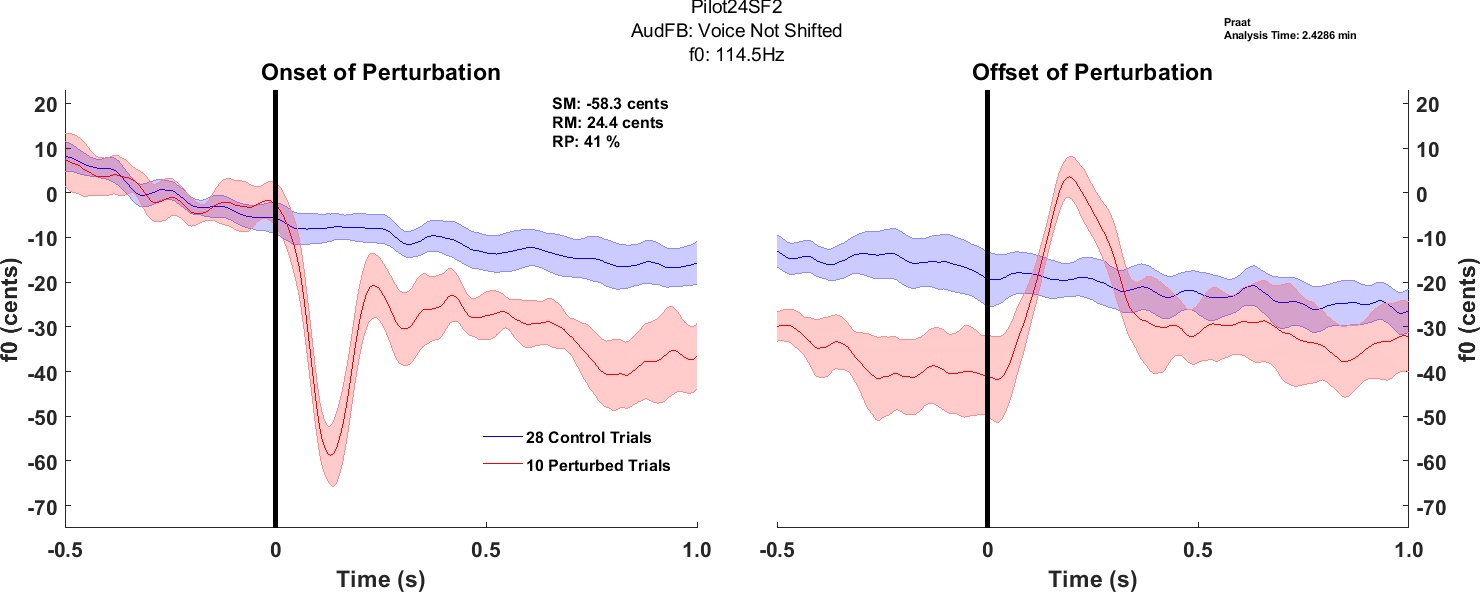 Pilot24SF2
AudFB: Voice Not Shifted
f0: 114.5Hz
Praat
Analysis Time: 2.4286 min
Onset of Perturbation
Offset of Perturbation
SM: -58.3 cents
RM: 24.4 cents
RP: 41 %
20
10
0
-10
-20
-30
-40
-50
-60
-70
f0 (cents)
28 Control Trials
10 Perturbed Trials
-0.5 0 0.5 1.0
Time (s)
20
10
0
-10
-20
-30
-40
-50
-60
-70
f0 (cents)
-0.5 0 0.5 1.0
Time (s)